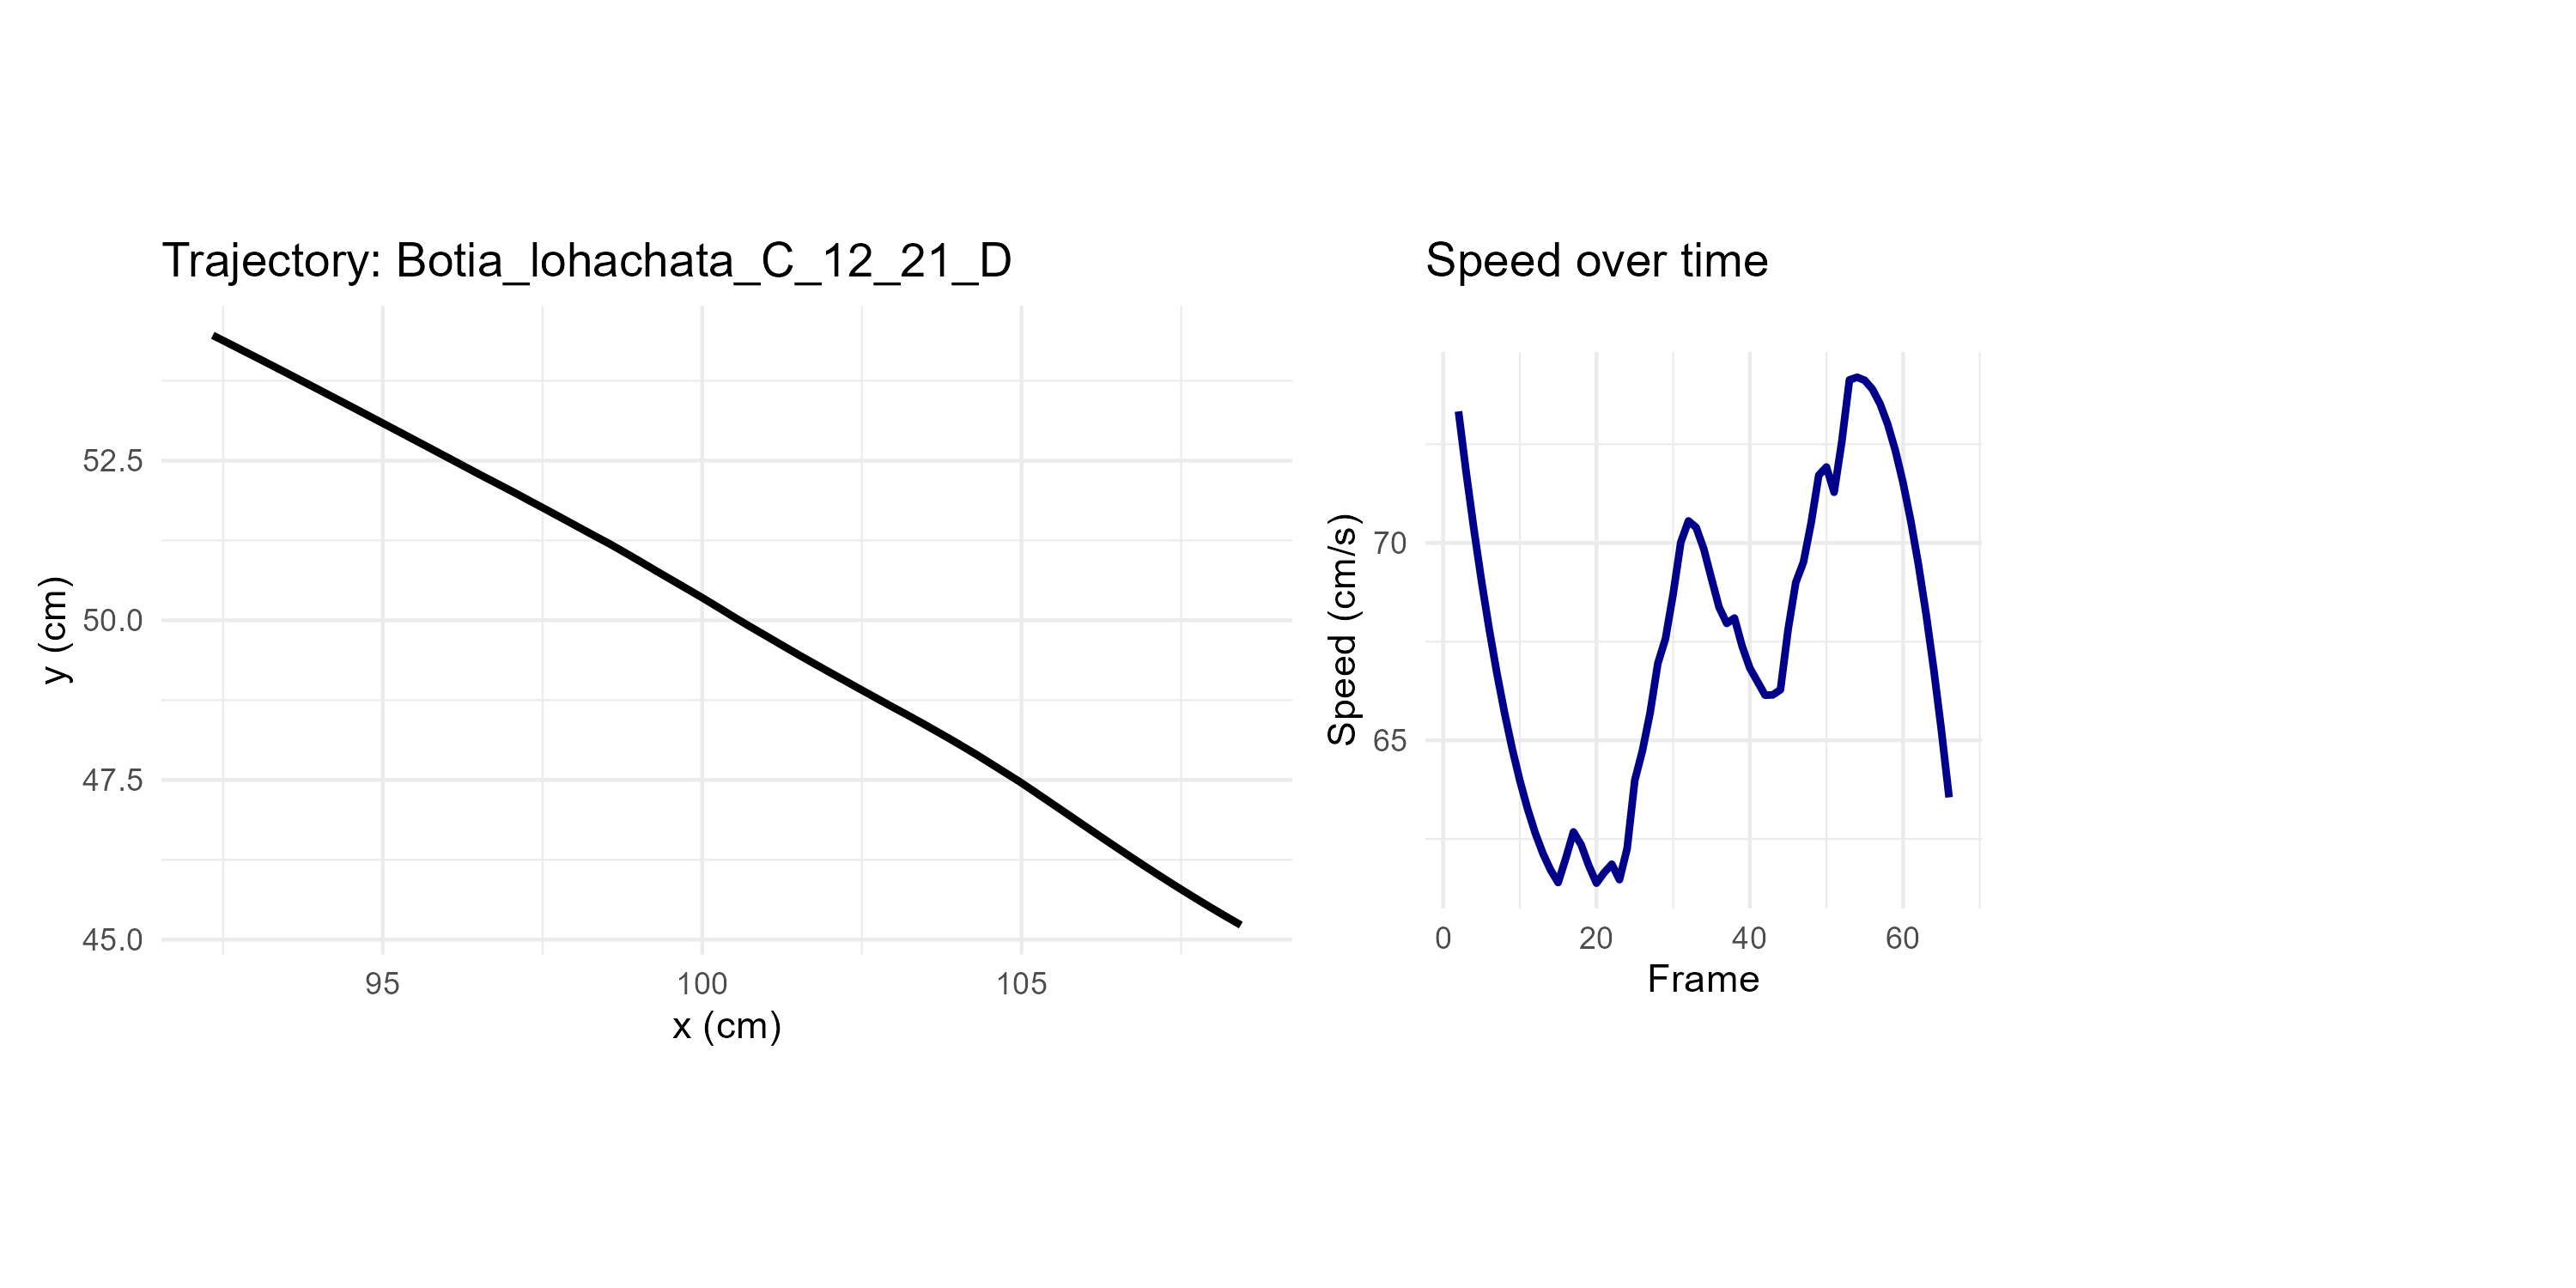 Trajectory: Botia_lohachata_C_12_21_D
y (cm)
52.5
50.0
47.5
45.0
95 100 105
x (cm)
Speed over time
Speed (cm/s)
70
65
0 20 40 60
Frame